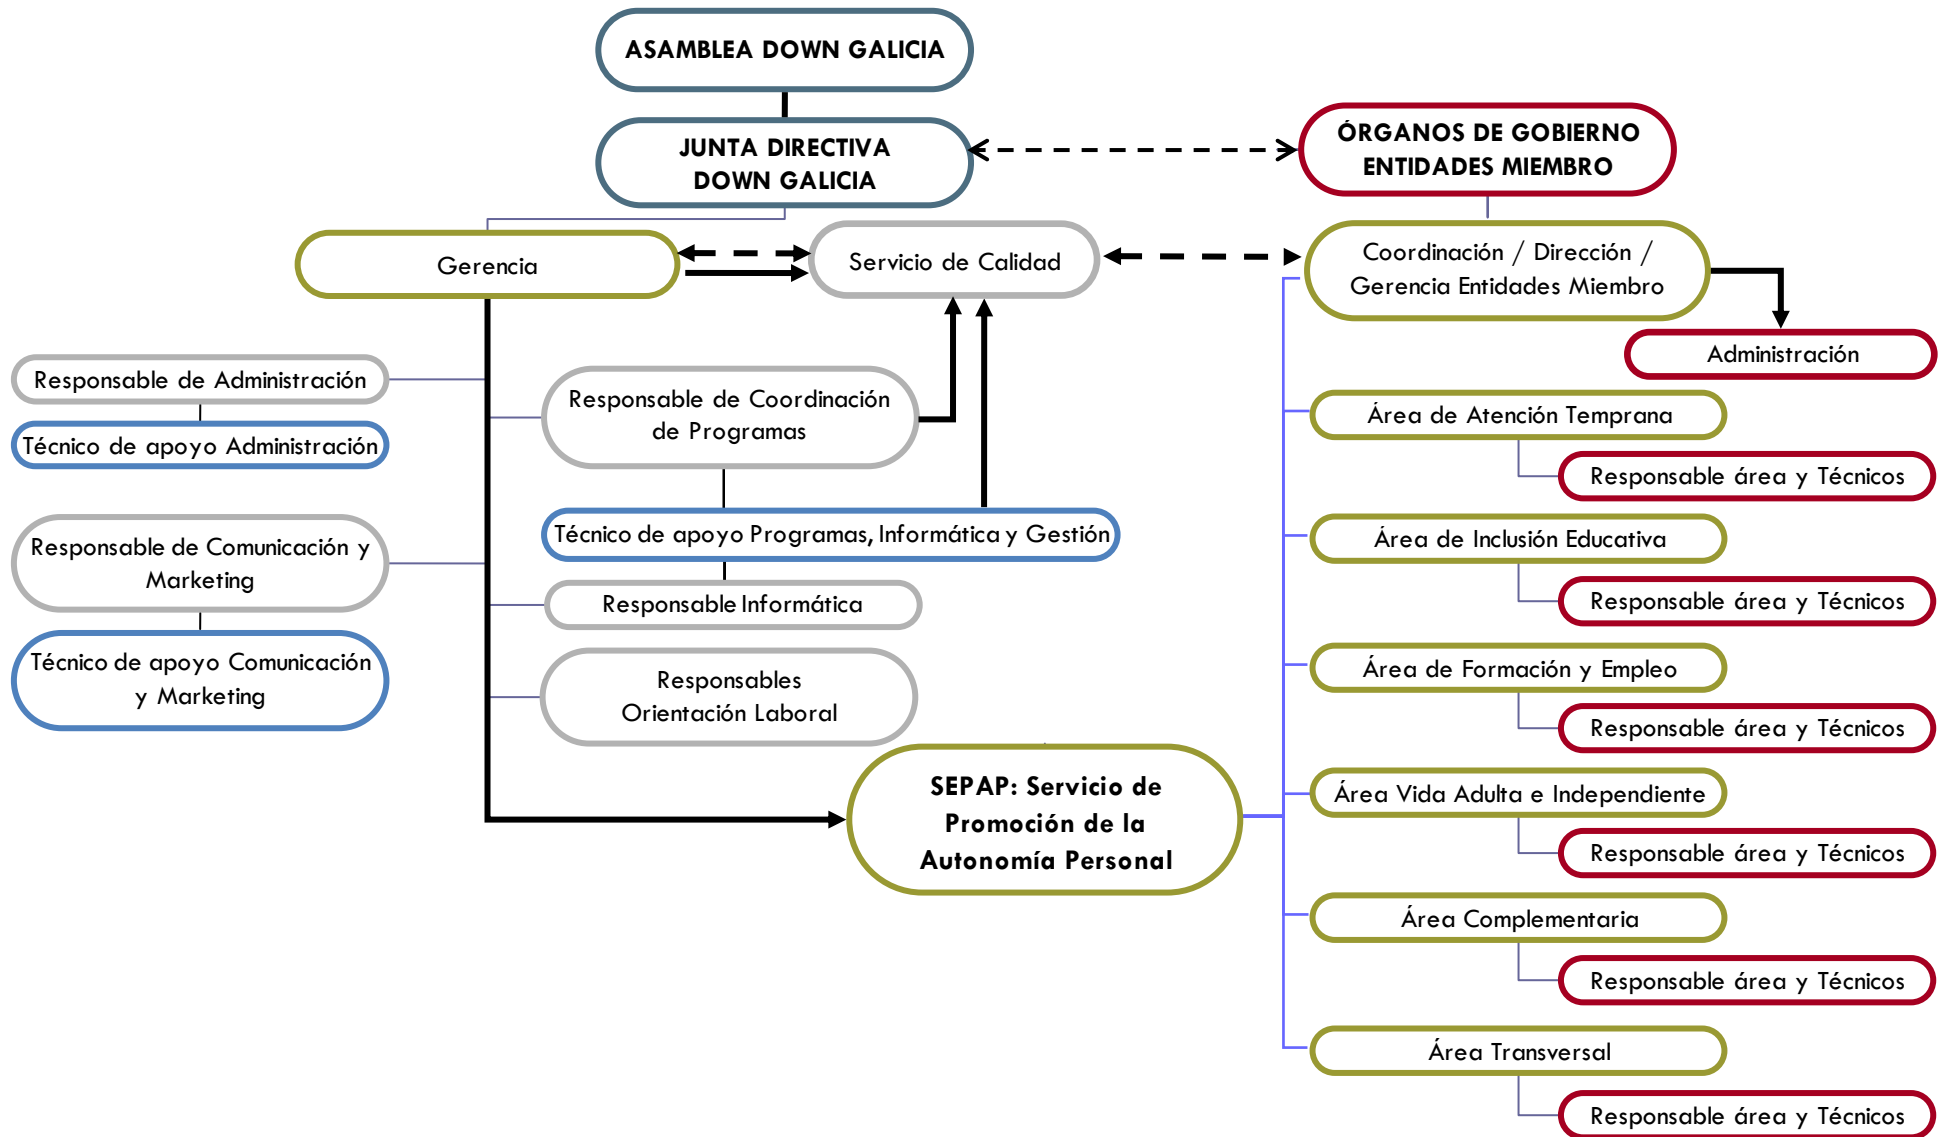 ASAMBLEA DOWN GALICIA
JUNTA DIRECTIVA
DOWN GALICIA
ÓRGANOS DE GOBIERNO
ENTIDADES MIEMBRO
Gerencia
Servicio de Calidad
Coordinación / Dirección /
Gerencia Entidades Miembro
Administración
Responsable de Administración
Técnico de apoyo Administración
Responsable de Comunicación y
Marketing
Técnico de apoyo Comunicación
y Marketing
Responsable de Coordinación
de Programas
Técnico de apoyo Programas, Informática y Gestión
Responsable Informática
Responsables
Orientación Laboral
SEPAP: Servicio de
Promoción de la
Autonomía Personal
Área de Atención Temprana
Responsable área y Técnicos
Área de Inclusión Educativa
Responsable área y Técnicos
Área de Formación y Empleo
Responsable área y Técnicos
Área Vida Adulta e Independiente
Responsable área y Técnicos
Área Complementaria
Responsable área y Técnicos
Área Transversal
Responsable área y Técnicos